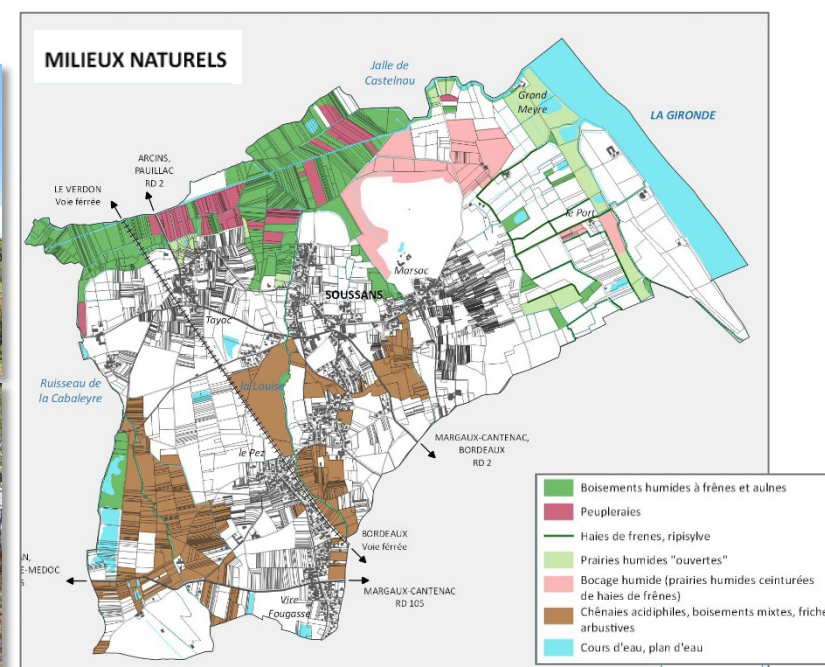 MILIEUX NATURELS
Jalle de
Castelnau
Grand
Meyre
LA GIRONDE
ARCINS,
PAUILLAC
RD 2
LE VERDON
Voie férrée
le Port
Marsac
SOUSSANS
Tayac
Ruisseau de
la Cabaleyre
la Louise
le Pez
MARGAUX-CANTENAC,
BORDEAUX
RD 2
BORDEAUX
Voie férrée
MARGAUX-CANTENAC
RD 105
Vire
Fougasse
Boisements humides à frênes et aulnes
Peupleraies
Haies de frenes, ripisylve
Prairies humides "ouvertes"
Bocage humide (prairies humides ceinturées
de haies de frênes)
Chênaies acidiphiles, boisements mixtes, friche
arbustives
Cours d'eau, plan d'eau